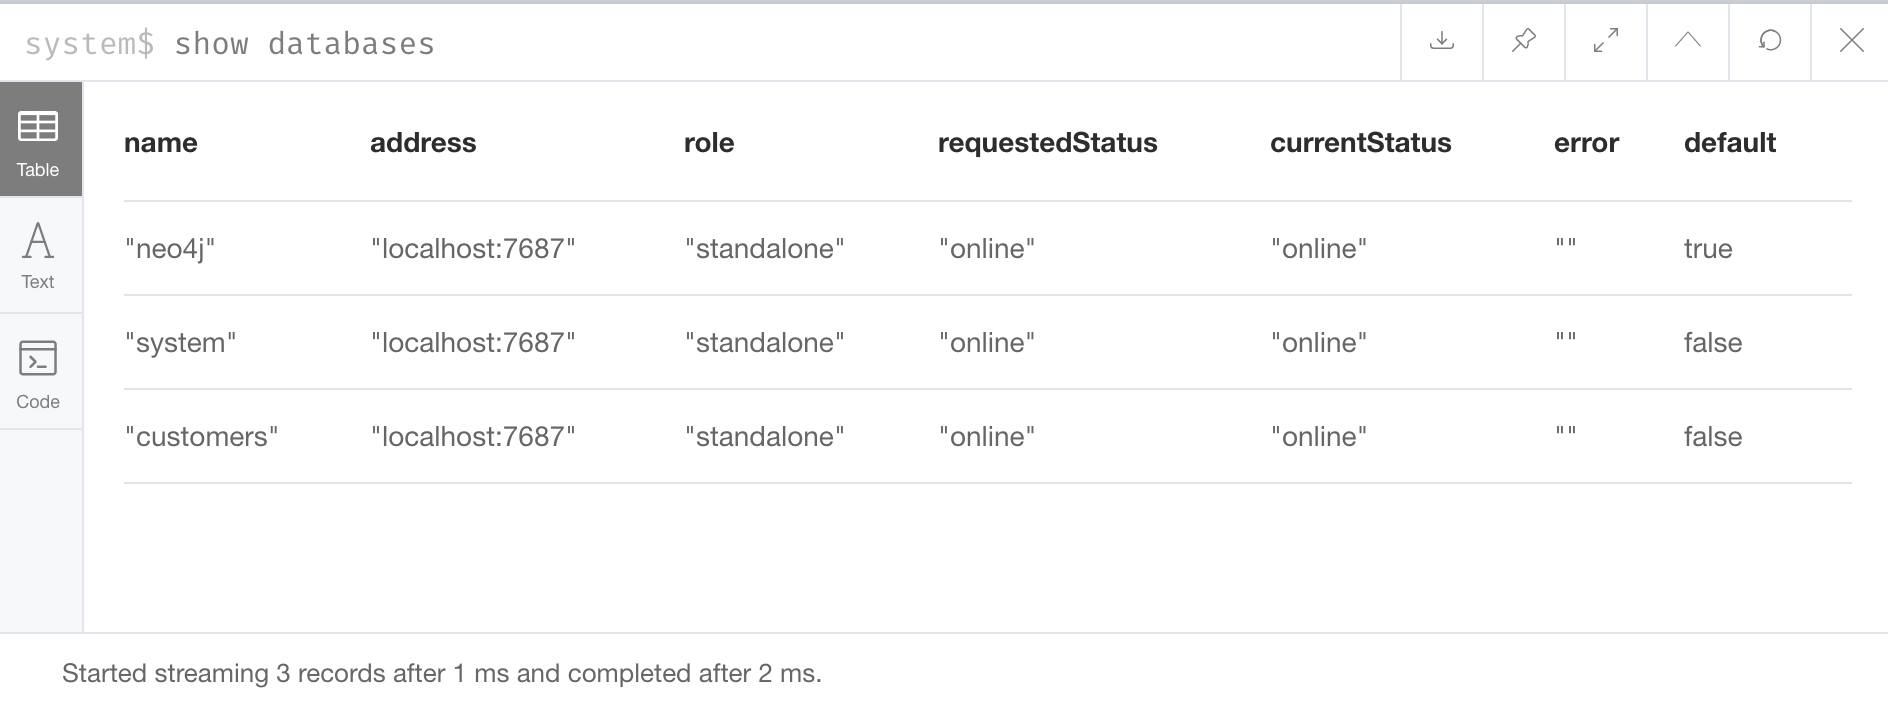 system$ show databases
Table
Text
Code
name address role requestedStatus currentStatus error default
"neo4j" "localhost:7687" "standalone" "online" "online" "" true
"system" "localhost:7687" "standalone" "online" "online" "" false
"customers" "localhost:7687" "standalone" "online" "online" "" false
Started streaming 3 records after 1 ms and completed after 2 ms.